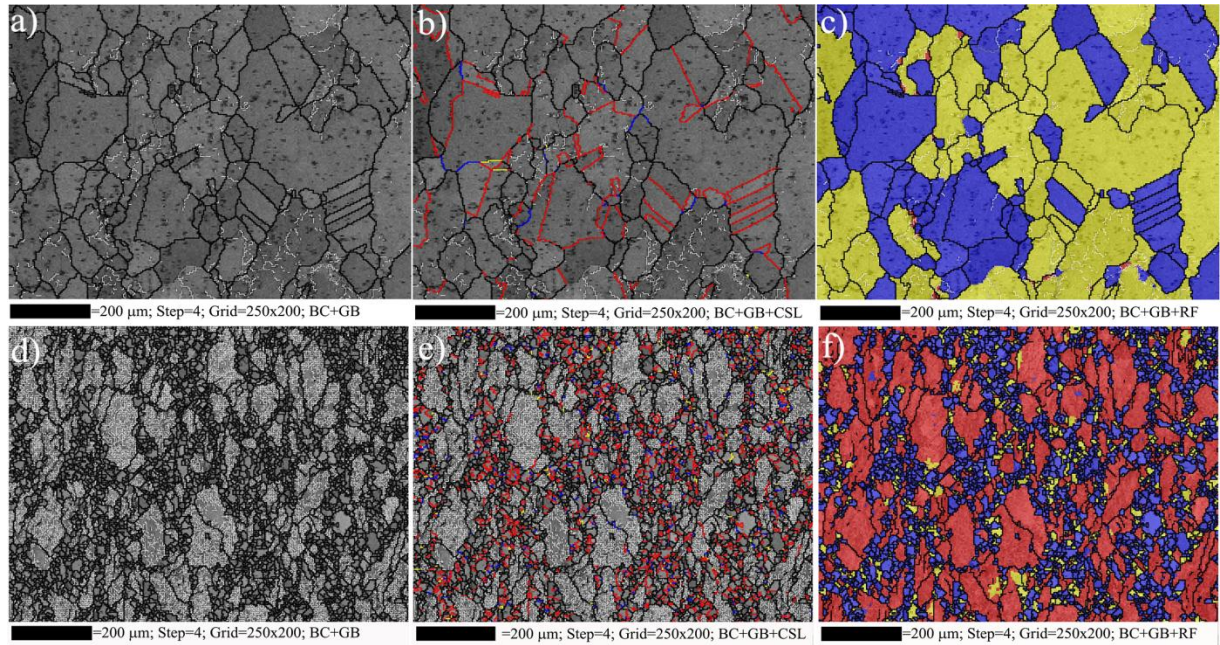 a)
b)
c)
=200 μm; Step=4; Grid=250x200; BC+GB
=200 μm; Step=4; Grid=250x200; BC+GB+CSL
=200 μm; Step=4; Grid=250x200; BC+GB+RF
d)
e)
f)
=200 μm; Step=4; Grid=250x200; BC+GB
=200 μm; Step=4; Grid=250x200; BC+GB+CSL
=200 μm; Step=4; Grid=250x200; BC+GB+RF